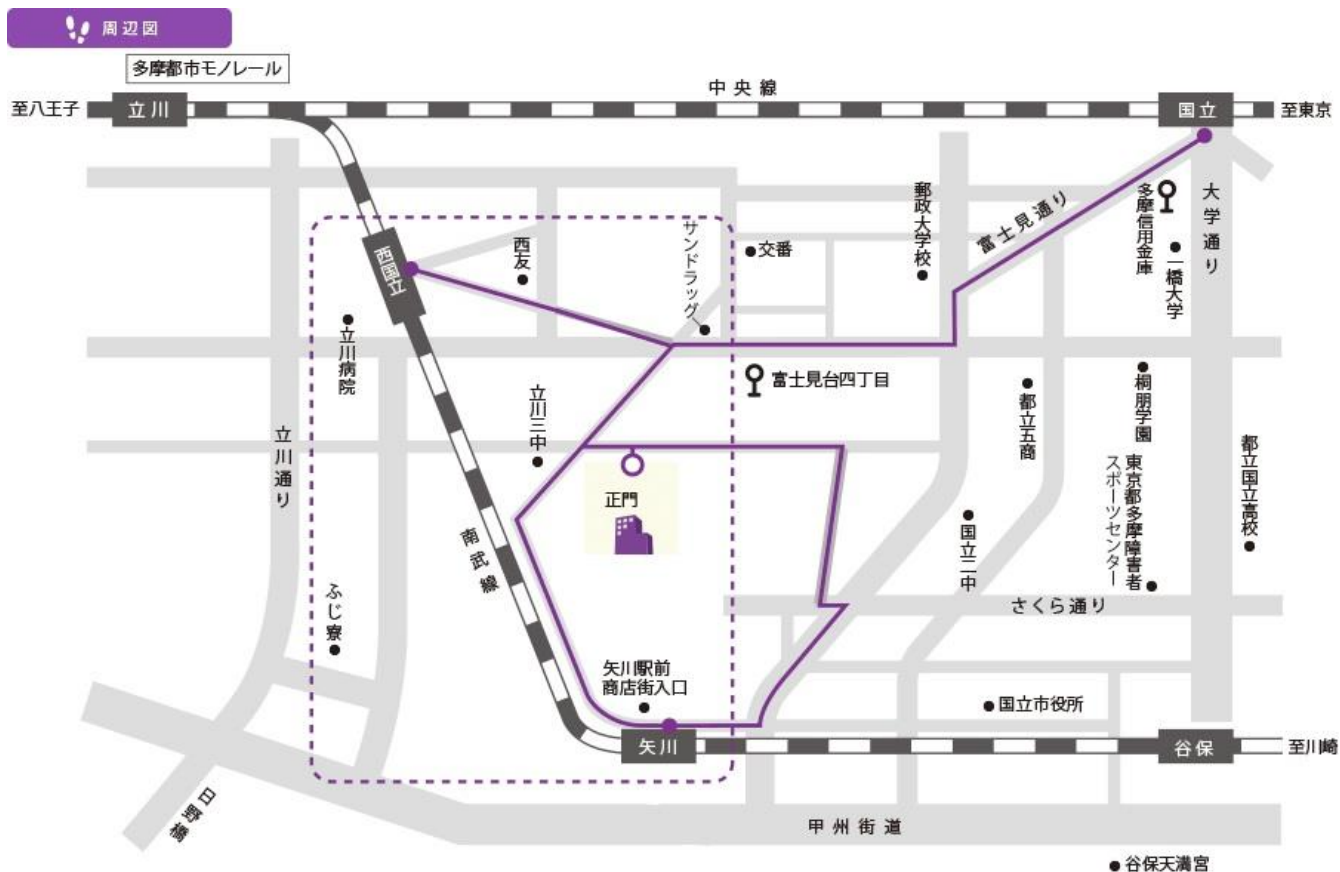 周辺図
多摩都市モノレール
中央線
至八王子
立川
国立
至東京
大学通り
多摩信用金庫
一橋大学
富士見通り
郵政大学校
交番
サンドラッグ
西友
西国立
立川病院
立川通り
富士見台四丁目
立川三中
都立五商
桐朋学園
都立国立高校
東京都多摩障害者
スポーツセンター
正門
南武線
国立二中
さくら通り
ふじ寮
矢川駅前
商店街入口
国立市役所
矢川
谷保
至川崎
日野橋
甲州街道
谷保天満宮